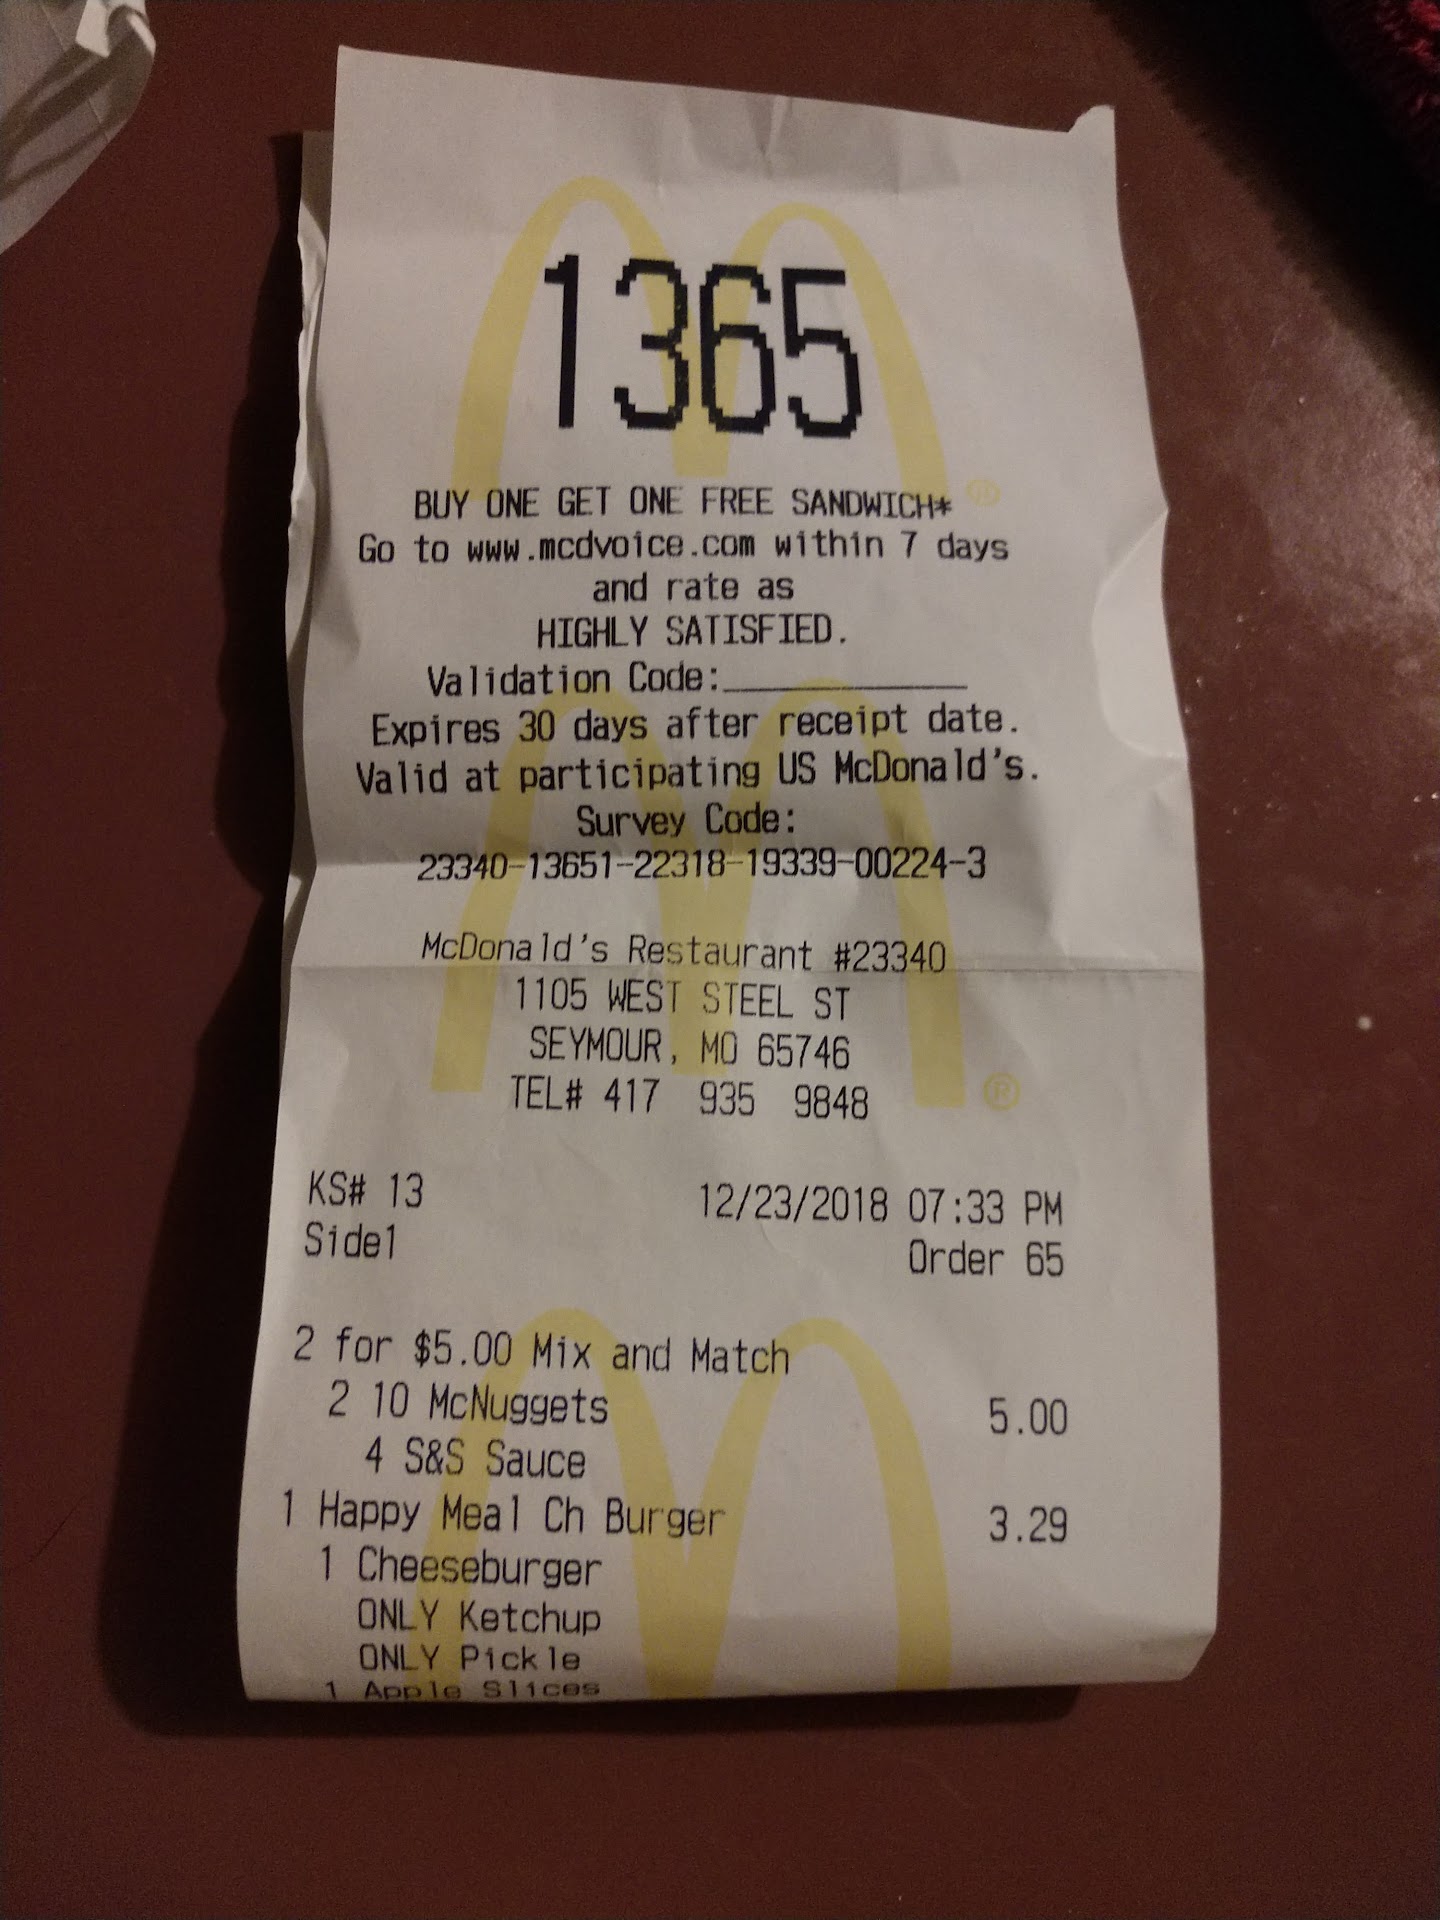 1365
BUY ONE GET ONE FREE SANDWICH*
Go to www.mcdvoice.com within 7 days
and rate as
HIGHLY SATISFIED.
Validation Code:____________
Expires 30 days after receipt date.
Valid at participating US McDonald's.
Survey Code:
23340-13651-22318-19339-00224-3
McDonald's Restaurant #23340
1105 WEST STEEL ST
SEYMOUR, MO 65746
TEL# 417 935 9848
KS# 13 12/23/2018 07:33 PM
Side1 Order 65
2 for $5.00 Mix and Match
2 10 McNuggets 5.00
4 S&S Sauce
1 Happy Meal Ch Burger 3.29
1 Cheeseburger
ONLY Ketchup
ONLY Pickle
1 Apple Slices